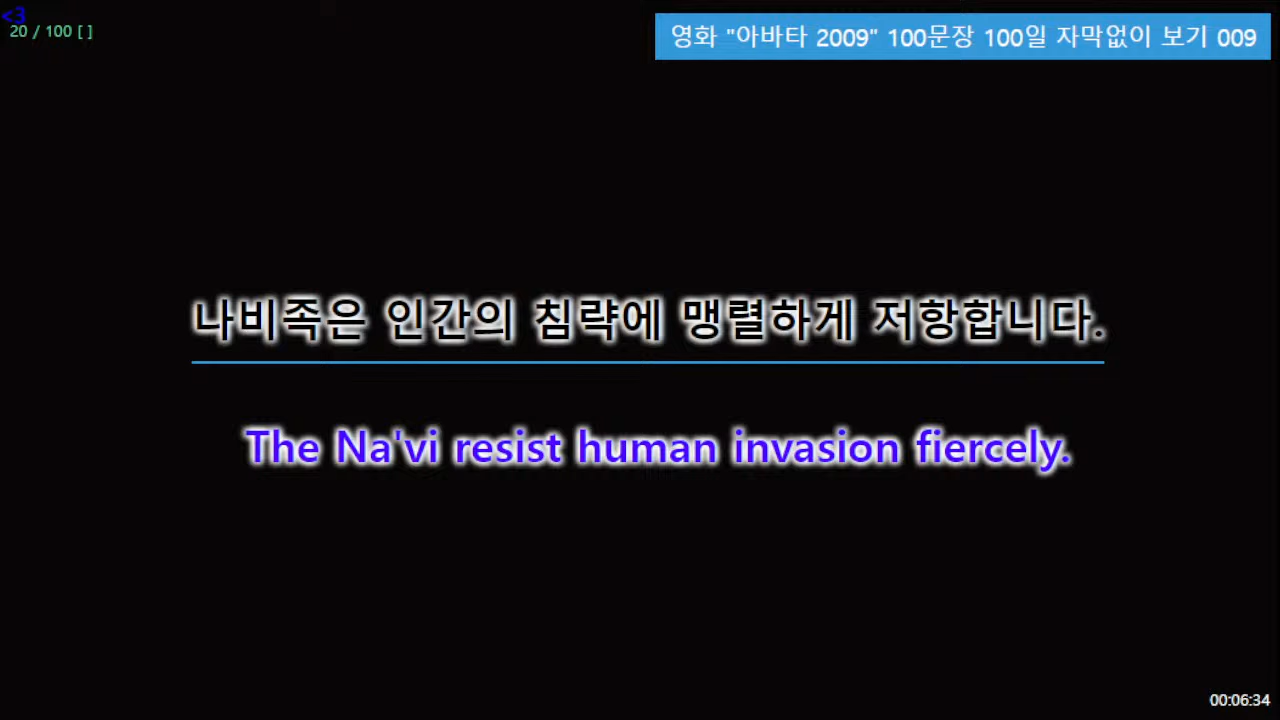 <3
20 / 100 [ ]
영화 "아바타 2009" 100문장 100일 자막없이 보기 009
나비족은 인간의 침략에 맹렬하게 저항합니다.
The Na'vi resist human invasion fiercely.
00:06:34